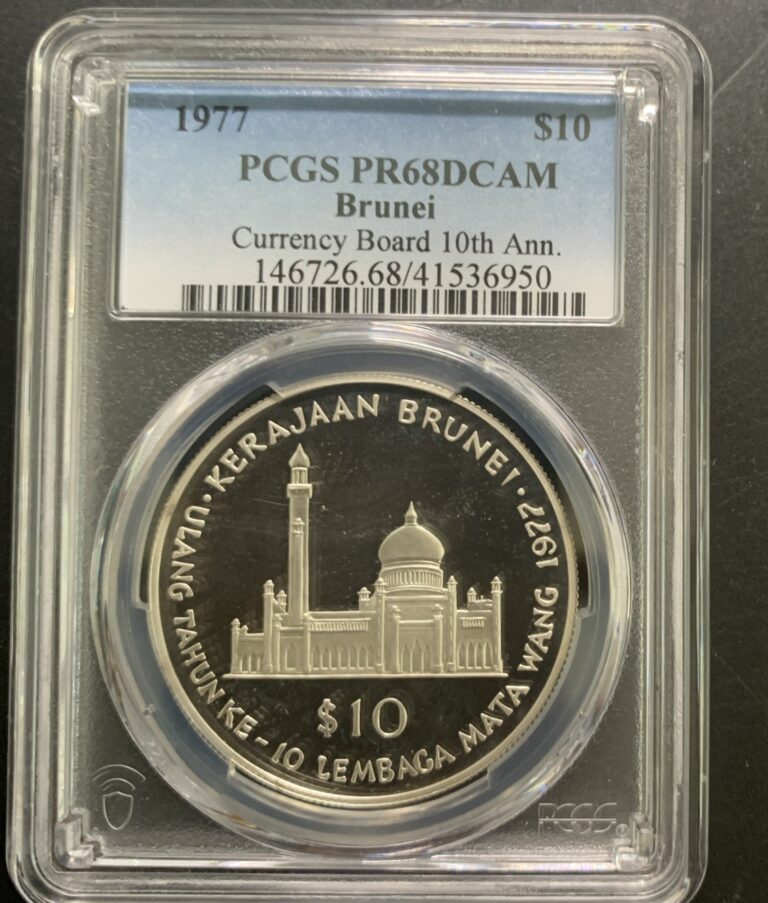 1977 $10
PCGS PR68DCAM
Brunei
Currency Board 10th Ann.
146726.68/41536950
KERAJAAN BRUNEI · 1977
· ULANG TAHUN KE-10 LEMBAGA MATA WANG
$10
PCGS